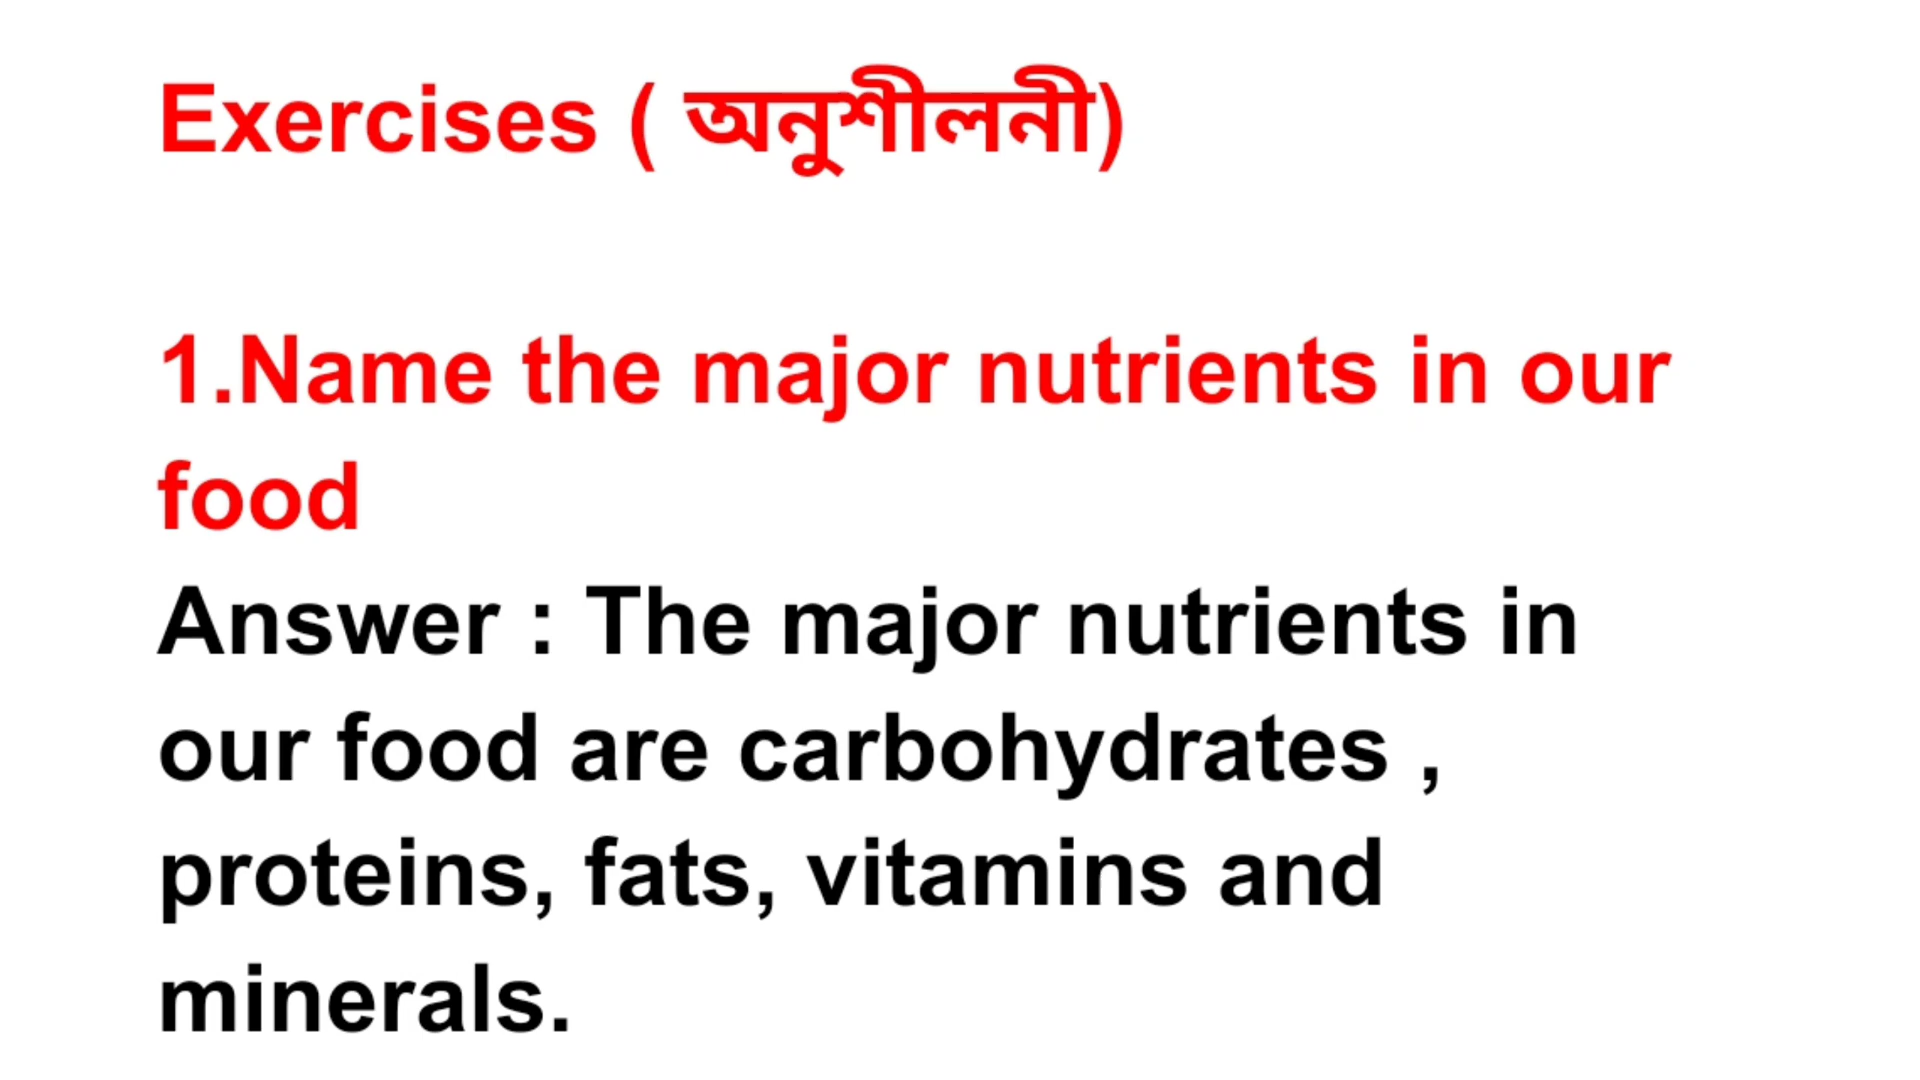 Exercises ( অনুশীলনী)
1.Name the major nutrients in our
food
Answer : The major nutrients in
our food are carbohydrates ,
proteins, fats, vitamins and
minerals.